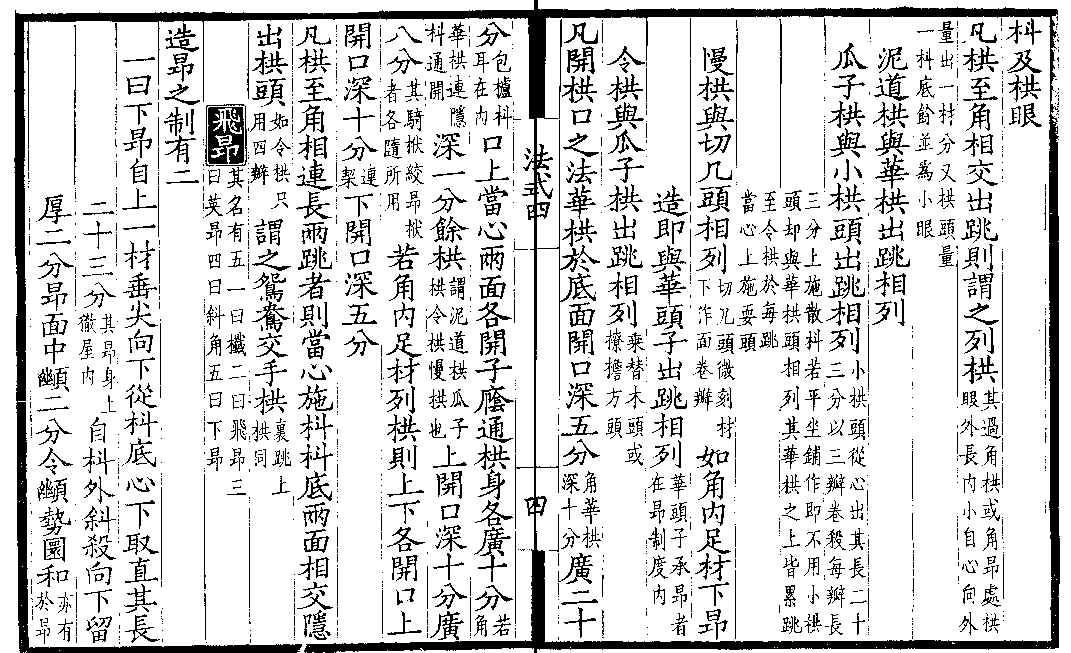 枓及栱眼
凡栱至角相交出跳則謂之列栱其過角栱或角昂處栱眼外長內小自心向外
量出一材分又栱頭量一枓底餘並為小眼
泥道栱與華栱出跳相列
瓜子栱與小栱頭出跳相列小栱頭從心出其長二十三分以三瓣卷殺每瓣長
三分上施散枓若平坐鋪作即不用小栱頭却與華栱頭相列其華栱之上皆累跳
至令栱於每跳當心上施耍頭
慢栱與切几頭相列切几頭微刻材下作面卷瓣如角內足材下昂
造即與華頭子出跳相列華頭子承昂者在昂制度內
令栱與瓜子栱出跳相列乘替木頭或橑檐方頭
凡開栱口之法華栱於底面開口深五分角華栱深十分廣二十
法式四
四
分包櫨枓耳在內口上當心兩面各開子廕通栱身各廣十分若角
華栱連隱枓通開深一分餘栱謂泥道栱瓜子栱令栱慢栱也上開口深十分廣
八分其騎栿絞昂栿者各隨所用若角內足材列栱則上下各開口上
開口深十分連栔下開口深五分
凡栱至角相連長兩跳者則當心施枓枓底兩面相交隱
出栱頭如令栱只用四瓣謂之鴛鴦交手栱裏跳上栱同
飛昂其名有五一曰櫼二曰飛昂三曰英昂四曰斜角五曰下昂
造昂之制有二
一曰下昂自上一材垂尖向下從枓底心下取直其長
二十三分其昂身上徹屋內自枓外斜殺向下留
厚二分昂面中䫜二分令䫜勢圜和亦有於昂